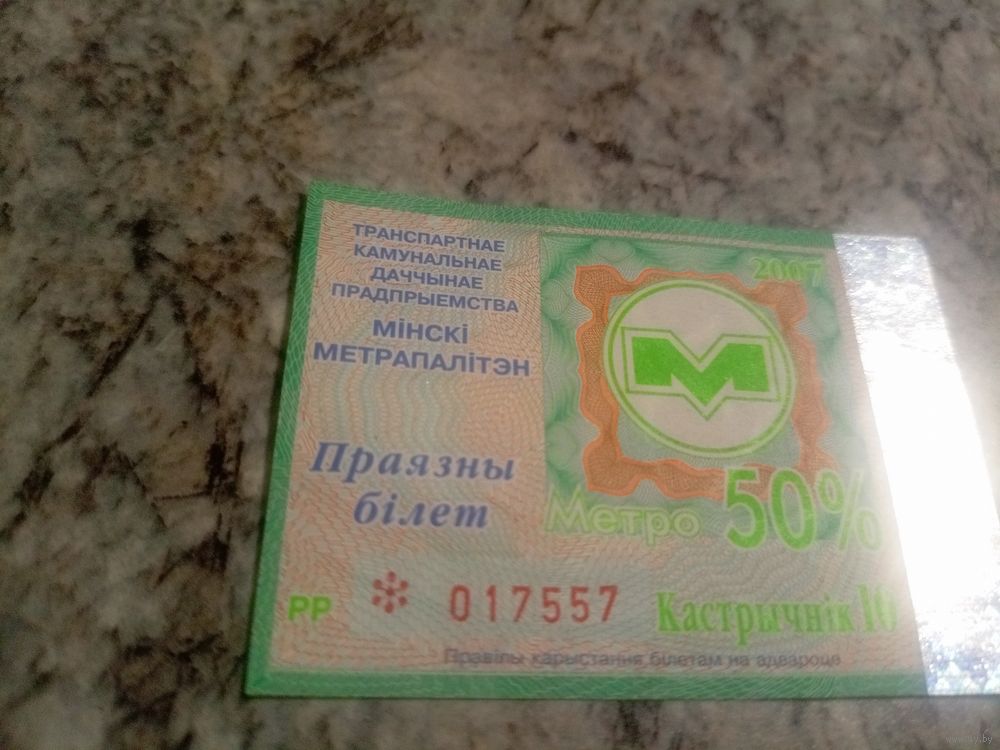 ТРАНСПАРТНАЕ
КАМУНАЛЬНАЕ
ДАЧЧЫНАЕ
ПРАДПРЫЕМСТВА
МІНСКІ
МЕТРАПАЛІТЭН
Праязны
білет
2007
М
Метро 50%
РР * 017557
Кастрычнік 10
Правілы карыстання білетам на адвароце